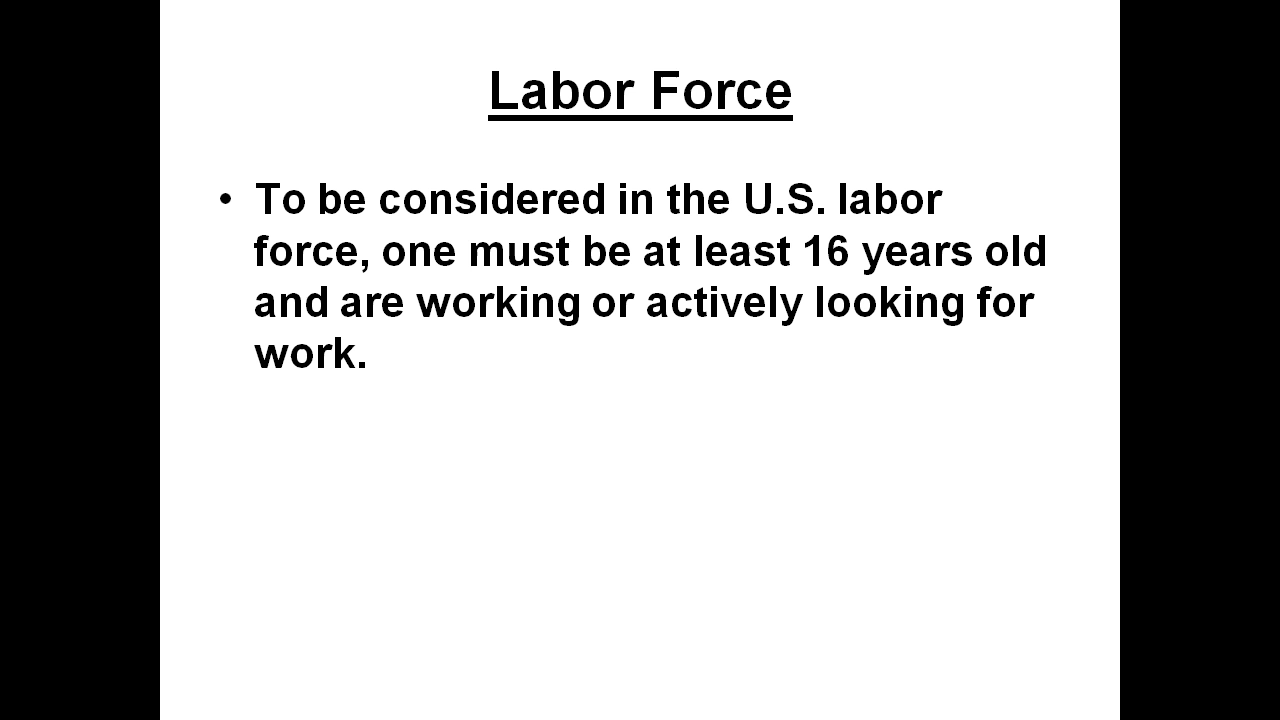 Labor Force
• To be considered in the U.S. labor
force, one must be at least 16 years old
and are working or actively looking for
work.